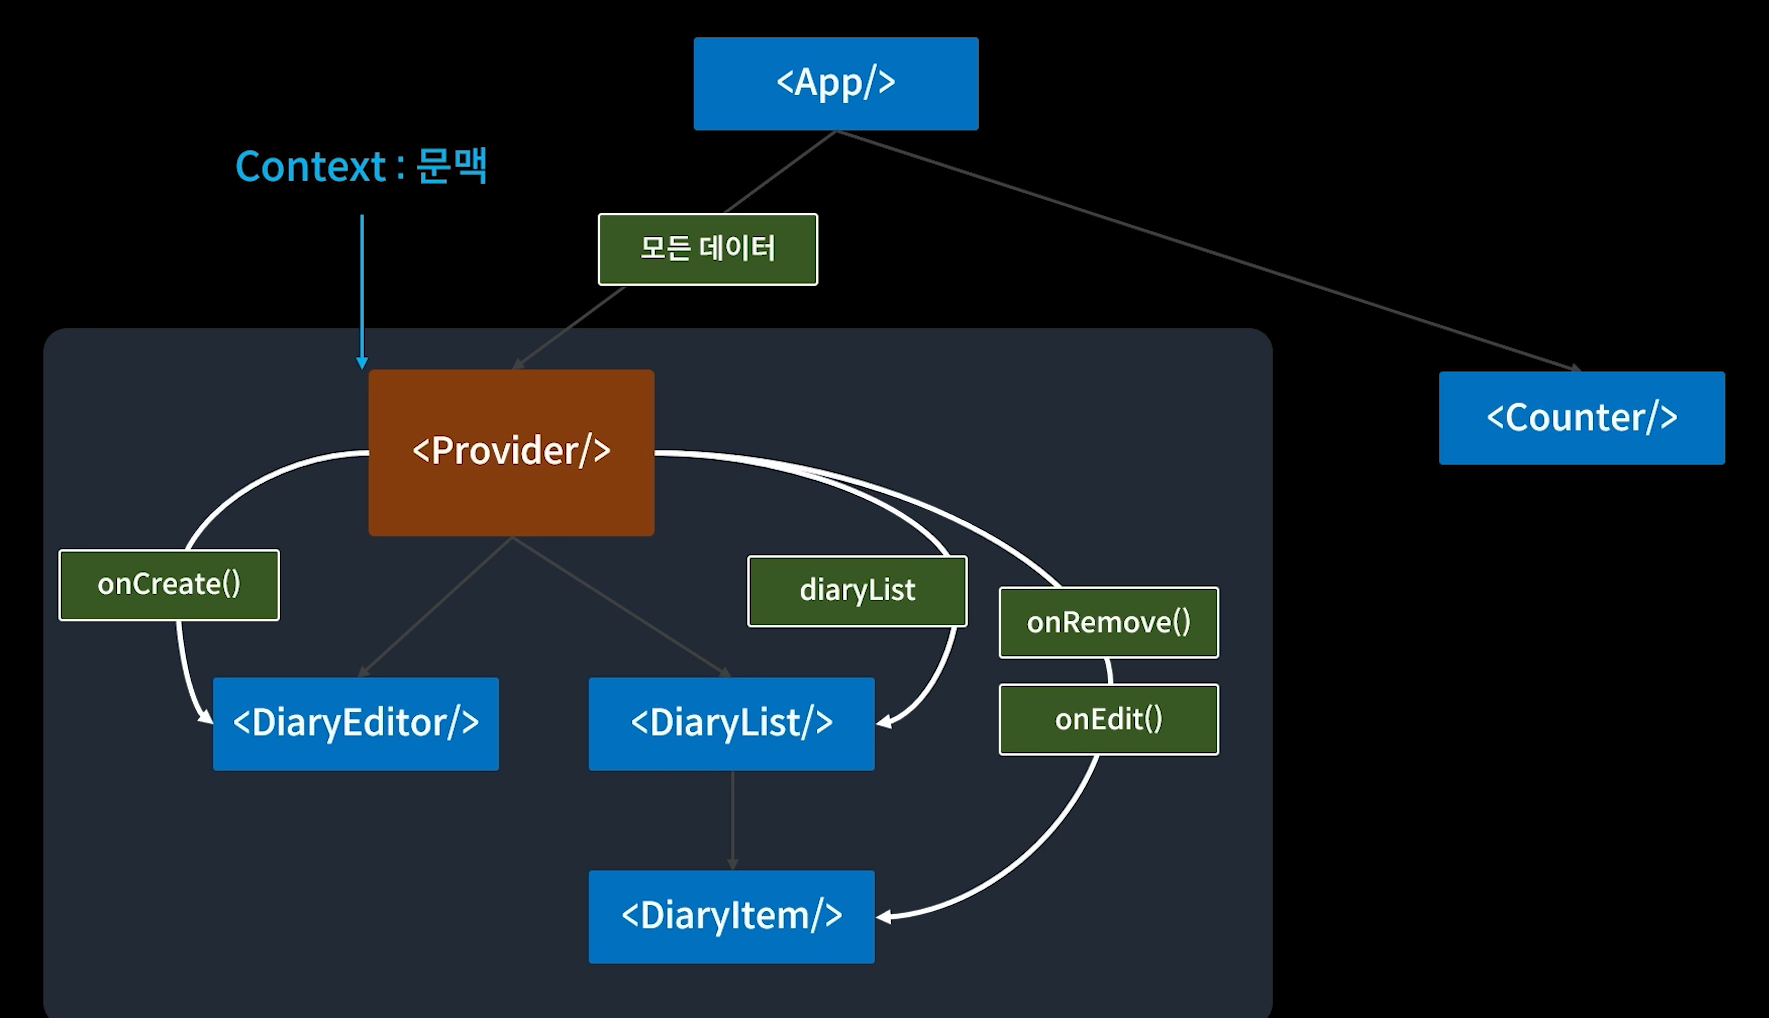 <App/>
Context : 문맥
모든 데이터
<Provider/>
<Counter/>
onCreate()
diaryList
onRemove()
onEdit()
<DiaryEditor/>
<DiaryList/>
<DiaryItem/>